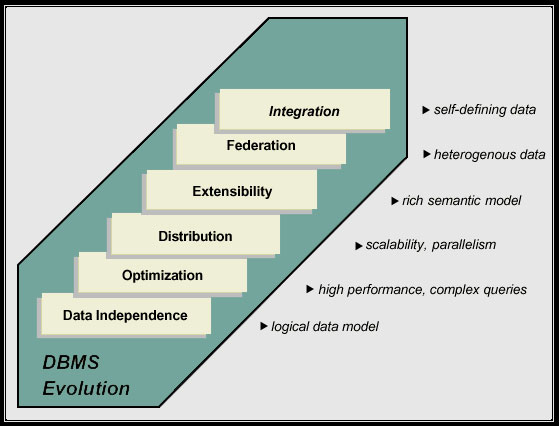 Integration
self-defining data
Federation
heterogenous data
Extensibility
rich semantic model
Distribution
scalability, parallelism
Optimization
high performance, complex queries
Data Independence
logical data model
DBMS
Evolution